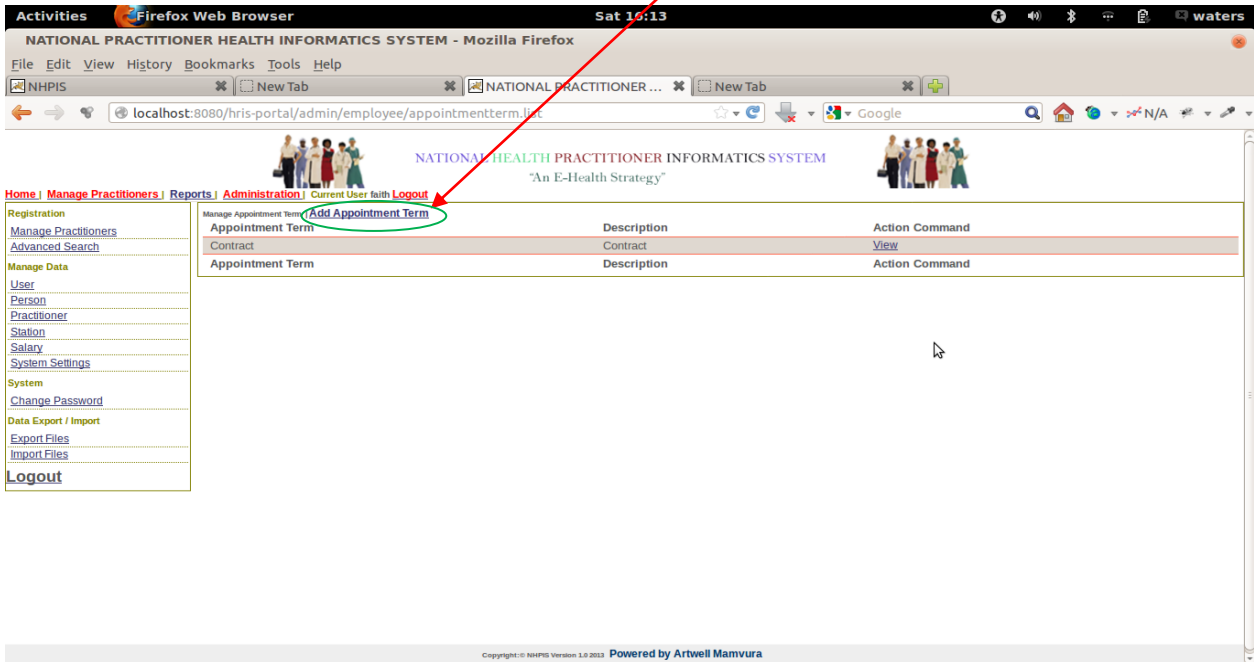 Activities Firefox Web Browser Sat 16:13 waters
NATIONAL PRACTITIONER HEALTH INFORMATICS SYSTEM - Mozilla Firefox
File Edit View History Bookmarks Tools Help
NHPIS New Tab NATIONAL PRACTITIONER ... New Tab
localhost:8080/hris-portal/admin/employee/appointmentterm.list Google N/A
NATIONAL HEALTH PRACTITIONER INFORMATICS SYSTEM
"An E-Health Strategy"
Home | Manage Practitioners | Reports | Administration | Current User faith Logout
Registration
Manage Practitioners
Advanced Search
Manage Data
User
Person
Practitioner
Station
Salary
System Settings
System
Change Password
Data Export / Import
Export Files
Import Files
Logout
Manage Appointment Term | Add Appointment Term
Appointment Term Description Action Command
Contract Contract View
Appointment Term Description Action Command
Copyright:© NHPIS Version 1.0 2013 Powered by Artwell Mamvura